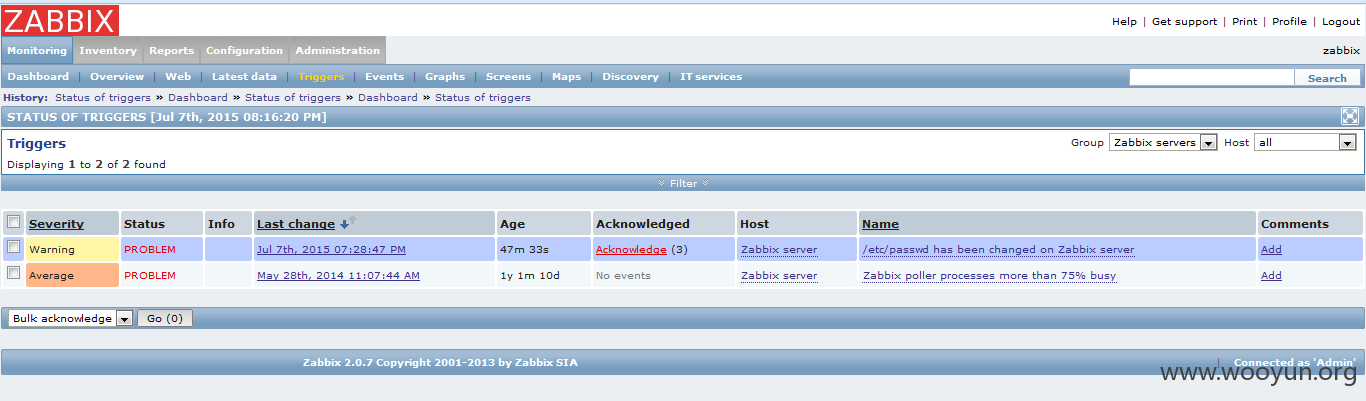 ZABBIX
Help | Get support | Print | Profile | Logout
Monitoring Inventory Reports Configuration Administration zabbix
Dashboard | Overview | Web | Latest data | Triggers | Events | Graphs | Screens | Maps | Discovery | IT services Search
History: Status of triggers » Dashboard » Status of triggers » Dashboard » Status of triggers
STATUS OF TRIGGERS [Jul 7th, 2015 08:16:20 PM]
Triggers Group Zabbix servers Host all
Displaying 1 to 2 of 2 found
Filter
Severity Status Info Last change Age Acknowledged Host Name Comments
Warning PROBLEM Jul 7th, 2015 07:28:47 PM 47m 33s Acknowledge (3) Zabbix server /etc/passwd has been changed on Zabbix server Add
Average PROBLEM May 28th, 2014 11:07:44 AM 1y 1m 10d No events Zabbix server Zabbix poller processes more than 75% busy Add
Bulk acknowledge Go (0)
Zabbix 2.0.7 Copyright 2001-2013 by Zabbix SIA | Connected as 'Admin'
www.wooyun.org